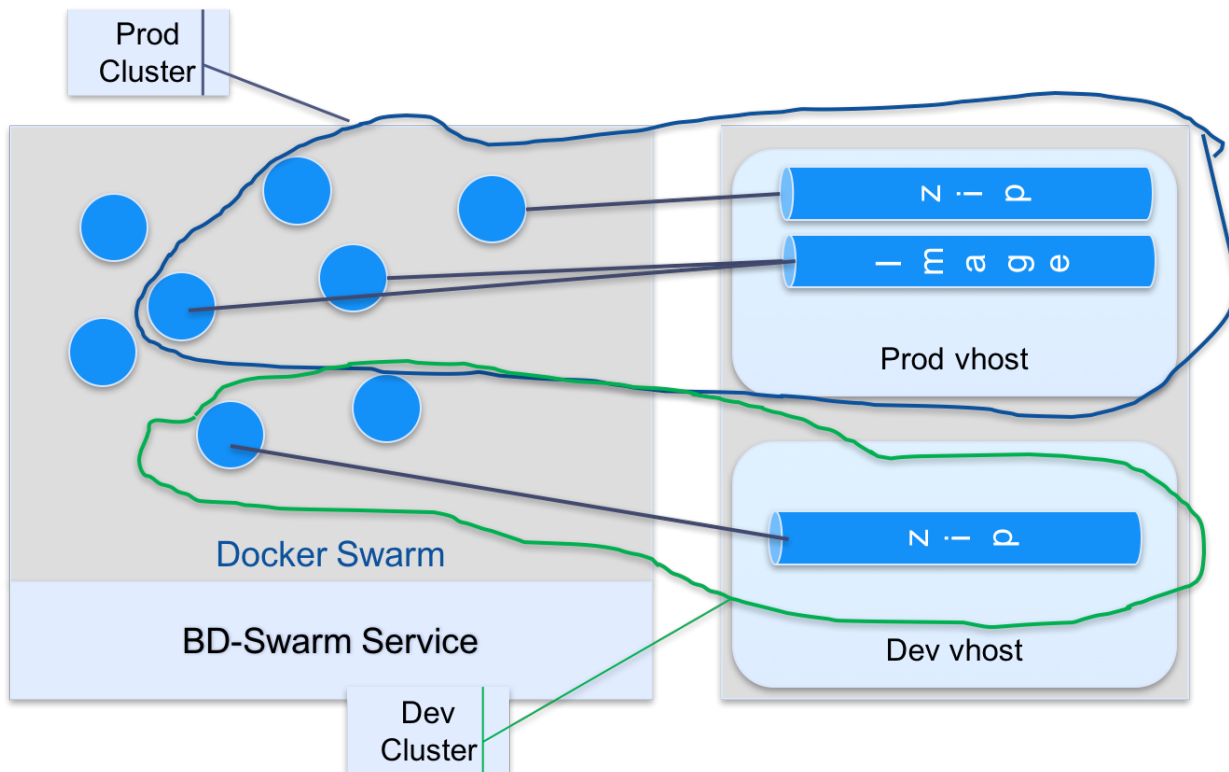 Prod
Cluster
zip
Image
Prod vhost
zip
Docker Swarm
BD-Swarm Service
Dev vhost
Dev
Cluster